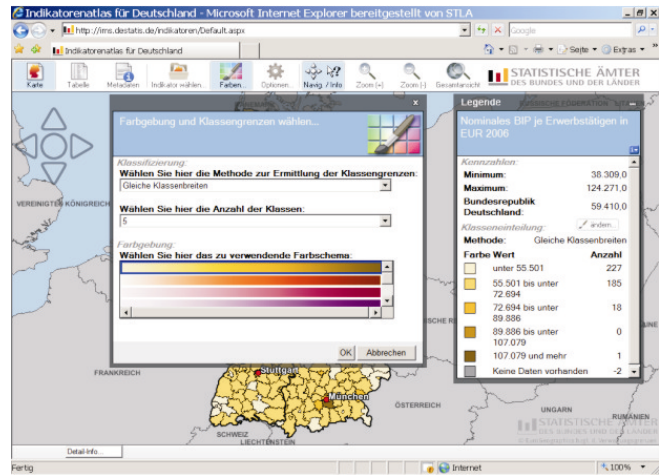 Indikatorenatlas für Deutschland - Microsoft Internet Explorer bereitgestellt von STLA
http://ims.destatis.de/indikatoren/Default.aspx
Google
Indikatorenatlas für Deutschland
Seite
Extras
Karte
Tabelle
Metadaten
Indikator wählen...
Farben...
Optionen...
Navig. / Info
Zoom [+]
Zoom [-]
Gesamtansicht
STATISTISCHE ÄMTER
DES BUNDES UND DER LÄNDER
VEREINIGTES KÖNIGREICH
Farbgebung und Klassengrenzen wählen...
x
Klassifizierung:
Wählen Sie hier die Methode zur Ermittlung der Klassengrenzen:
Gleiche Klassenbreiten
Wählen Sie hier die Anzahl der Klassen:
5
Farbgebung:
Wählen Sie hier das zu verwendende Farbschema:
OK
Abbrechen
Legende
x
Nominales BIP je Erwerbstätigen in
EUR 2006
Kennzahlen:
Minimum: 38.309,0
Maximum: 124.271,0
Bundesrepublik
Deutschland: 59.410,0
Klasseneinteilung:
ändern...
Methode: Gleiche Klassenbreiten
Farbe Wert Anzahl
unter 55.501 227
55.501 bis unter 185
72.694
72.694 bis unter 18
89.886
89.886 bis unter 0
107.079
107.079 und mehr 1
Keine Daten vorhanden -2
FRANKREICH
Stuttgart
München
ÖSTERREICH
SCHWEIZ
LIECHTENSTEIN
UNGARN
RUMÄNIEN
STATISTISCHE ÄMTER
DES BUNDES UND DER LÄNDER
Detail-Info...
Fertig
Internet
100%